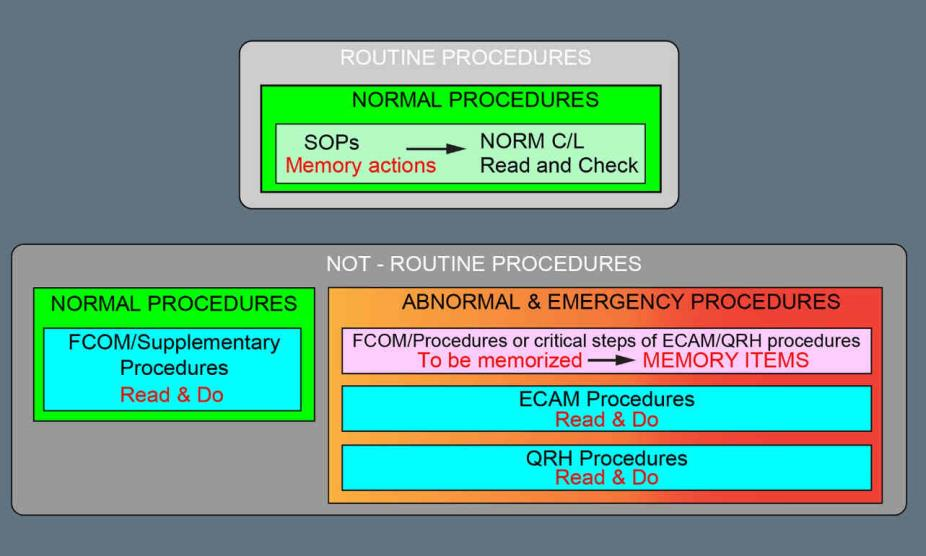 ROUTINE PROCEDURES
NORMAL PROCEDURES
SOPs → NORM C/L
Memory actions Read and Check
NOT - ROUTINE PROCEDURES
NORMAL PROCEDURES
FCOM/Supplementary
Procedures
Read & Do
ABNORMAL & EMERGENCY PROCEDURES
FCOM/Procedures or critical steps of ECAM/QRH procedures
To be memorized → MEMORY ITEMS
ECAM Procedures
Read & Do
QRH Procedures
Read & Do